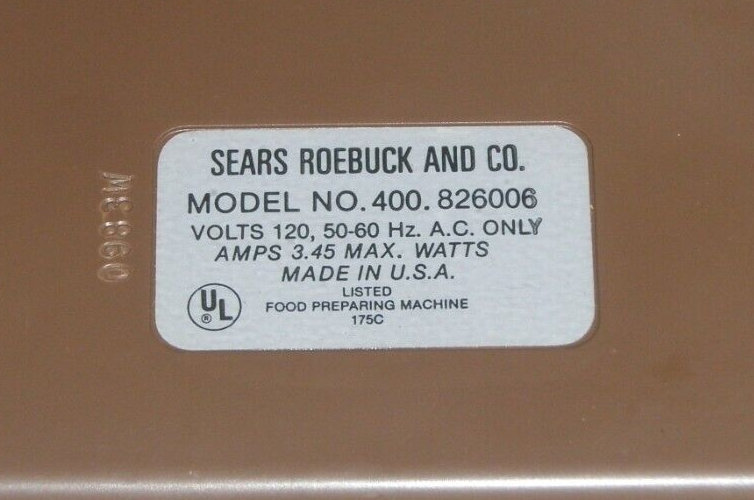 SEARS ROEBUCK AND CO.
MODEL NO. 400. 826006
VOLTS 120, 50-60 Hz. A.C. ONLY
AMPS 3.45 MAX. WATTS
MADE IN U.S.A.
LISTED
FOOD PREPARING MACHINE
175C
UL
®